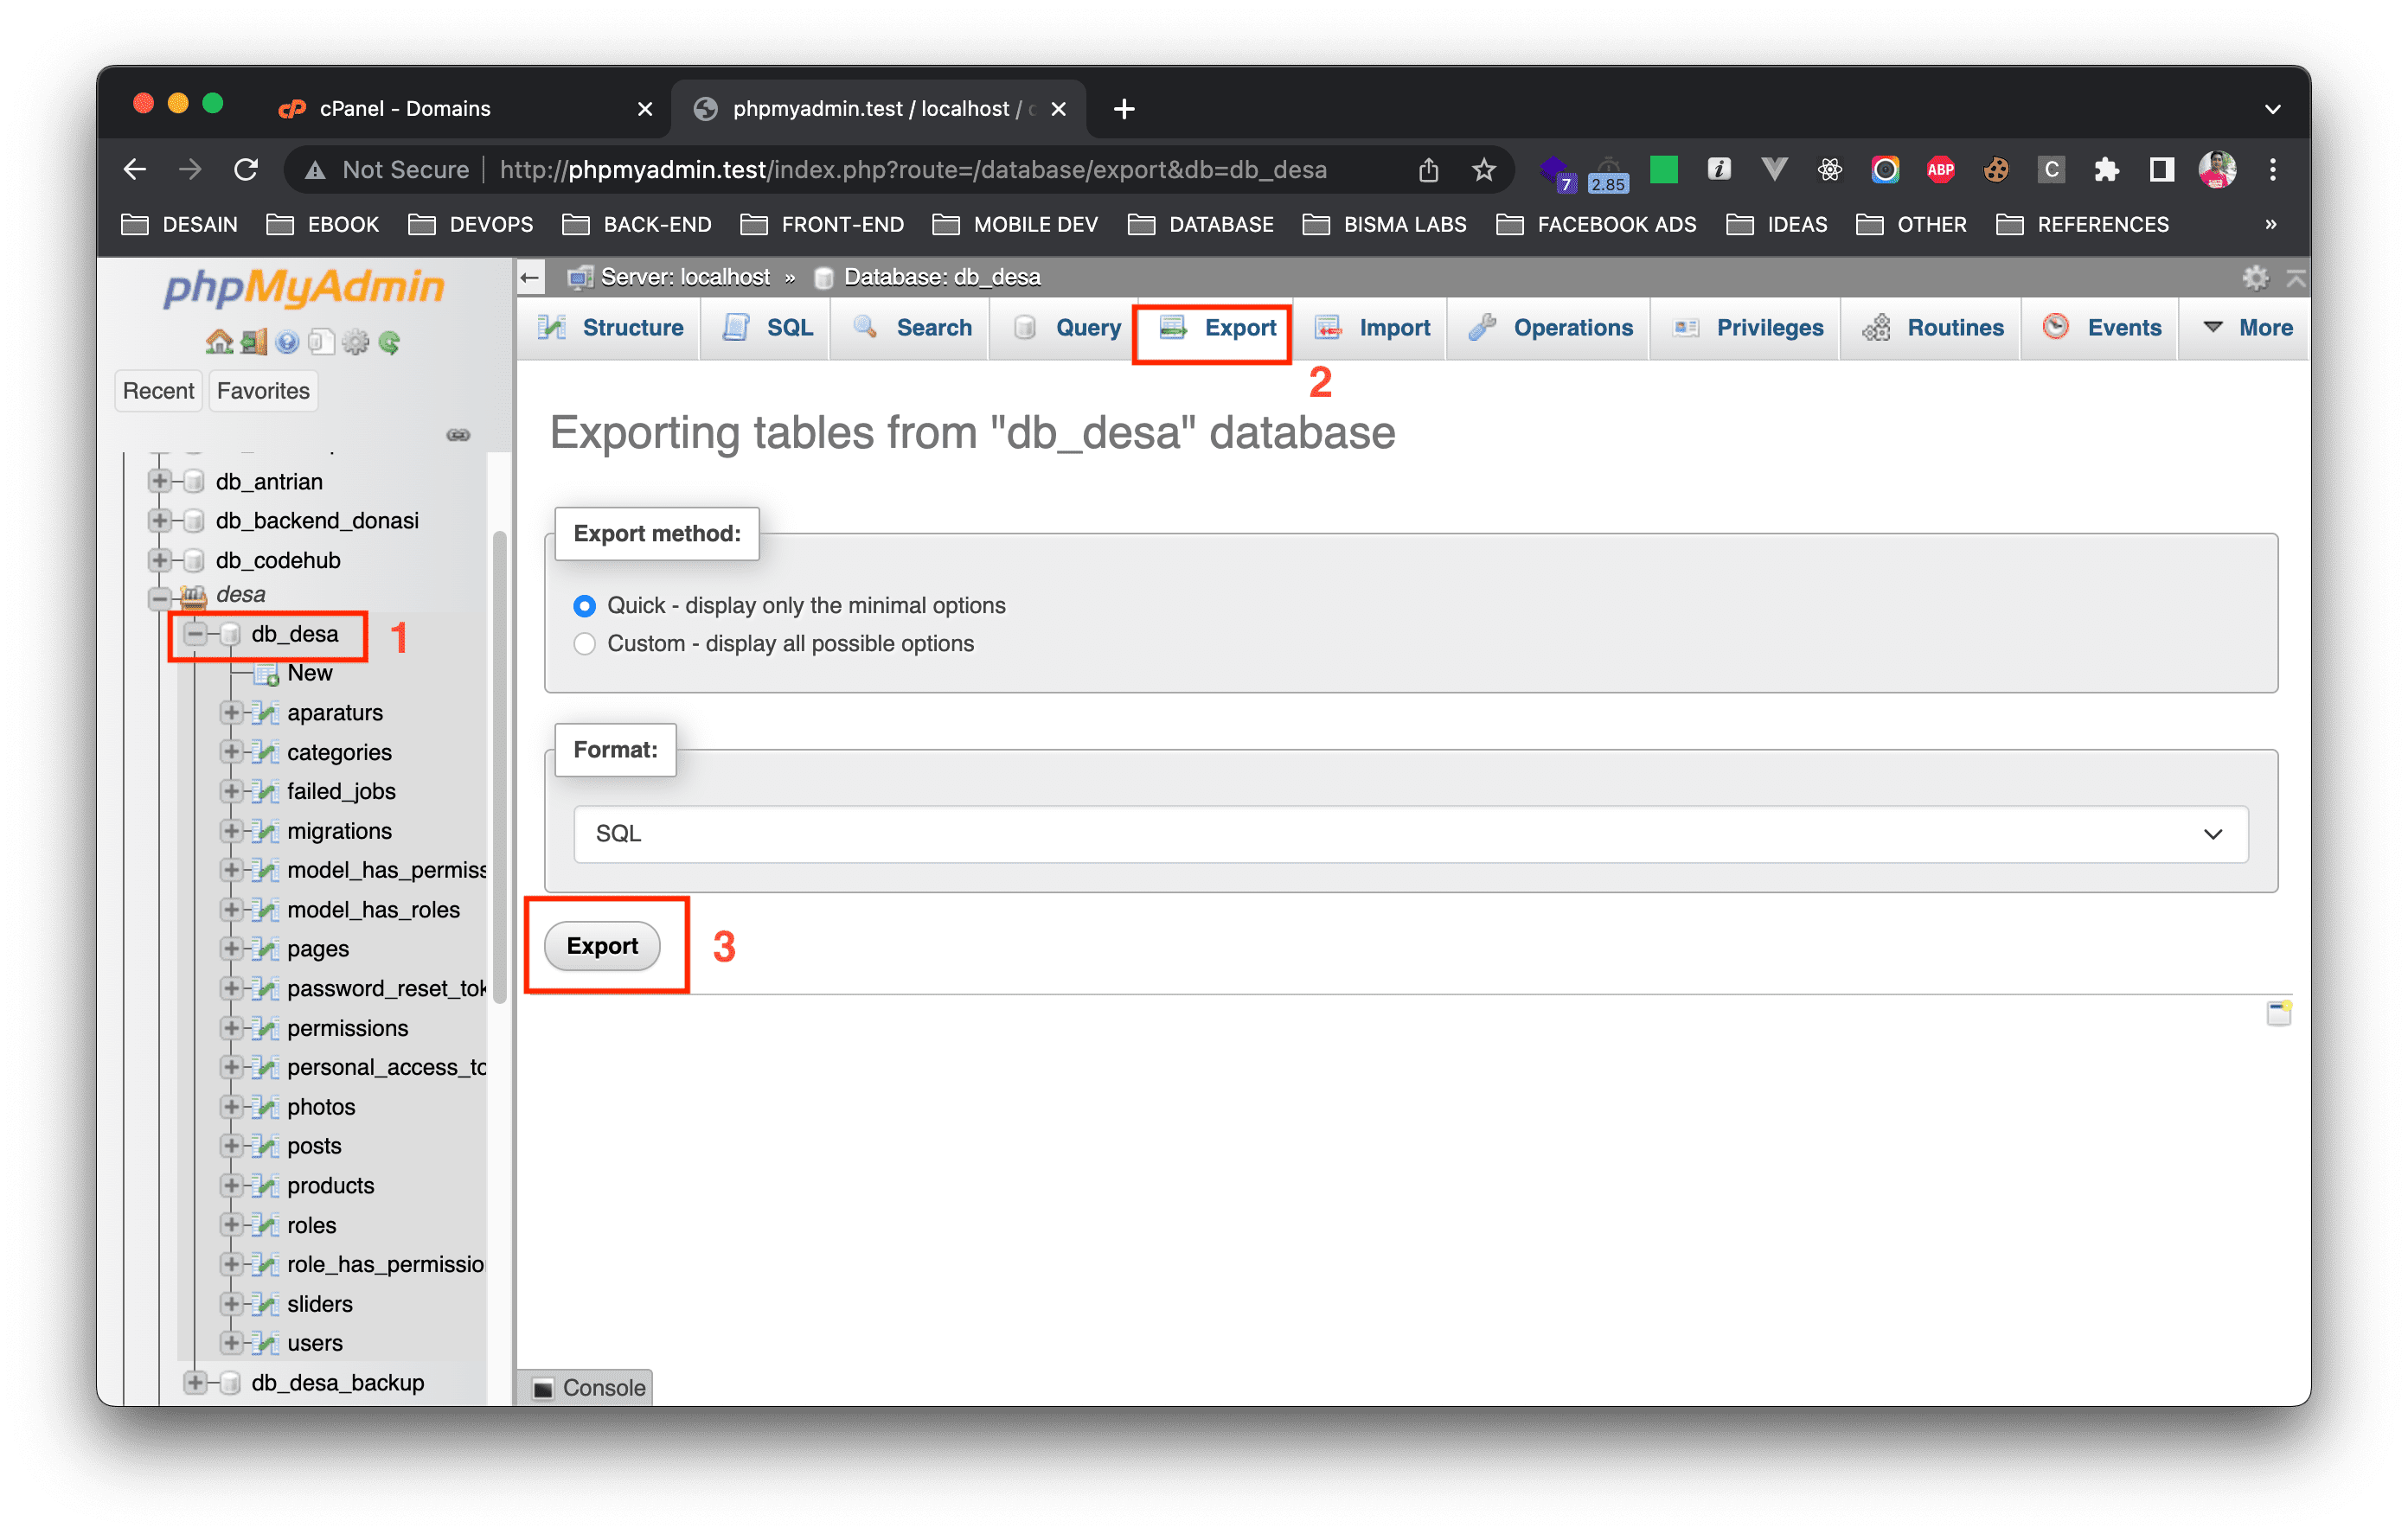 cPanel - Domains
phpmyadmin.test / localhost /
Not Secure
http://phpmyadmin.test/index.php?route=/database/export&db=db_desa
7
2.85
ABP
C
DESAIN
EBOOK
DEVOPS
BACK-END
FRONT-END
MOBILE DEV
DATABASE
BISMA LABS
FACEBOOK ADS
IDEAS
OTHER
REFERENCES
»
phpMyAdmin
Recent
Favorites
db_antrian
db_backend_donasi
db_codehub
desa
db_desa
1
New
aparaturs
categories
failed_jobs
migrations
model_has_permiss
model_has_roles
pages
password_reset_tok
permissions
personal_access_to
photos
posts
products
roles
role_has_permissio
sliders
users
db_desa_backup
Server: localhost » Database: db_desa
Structure
SQL
Search
Query
Export
Import
Operations
Privileges
Routines
Events
More
2
Exporting tables from "db_desa" database
Export method:
Quick - display only the minimal options
Custom - display all possible options
Format:
SQL
Export
3
Console